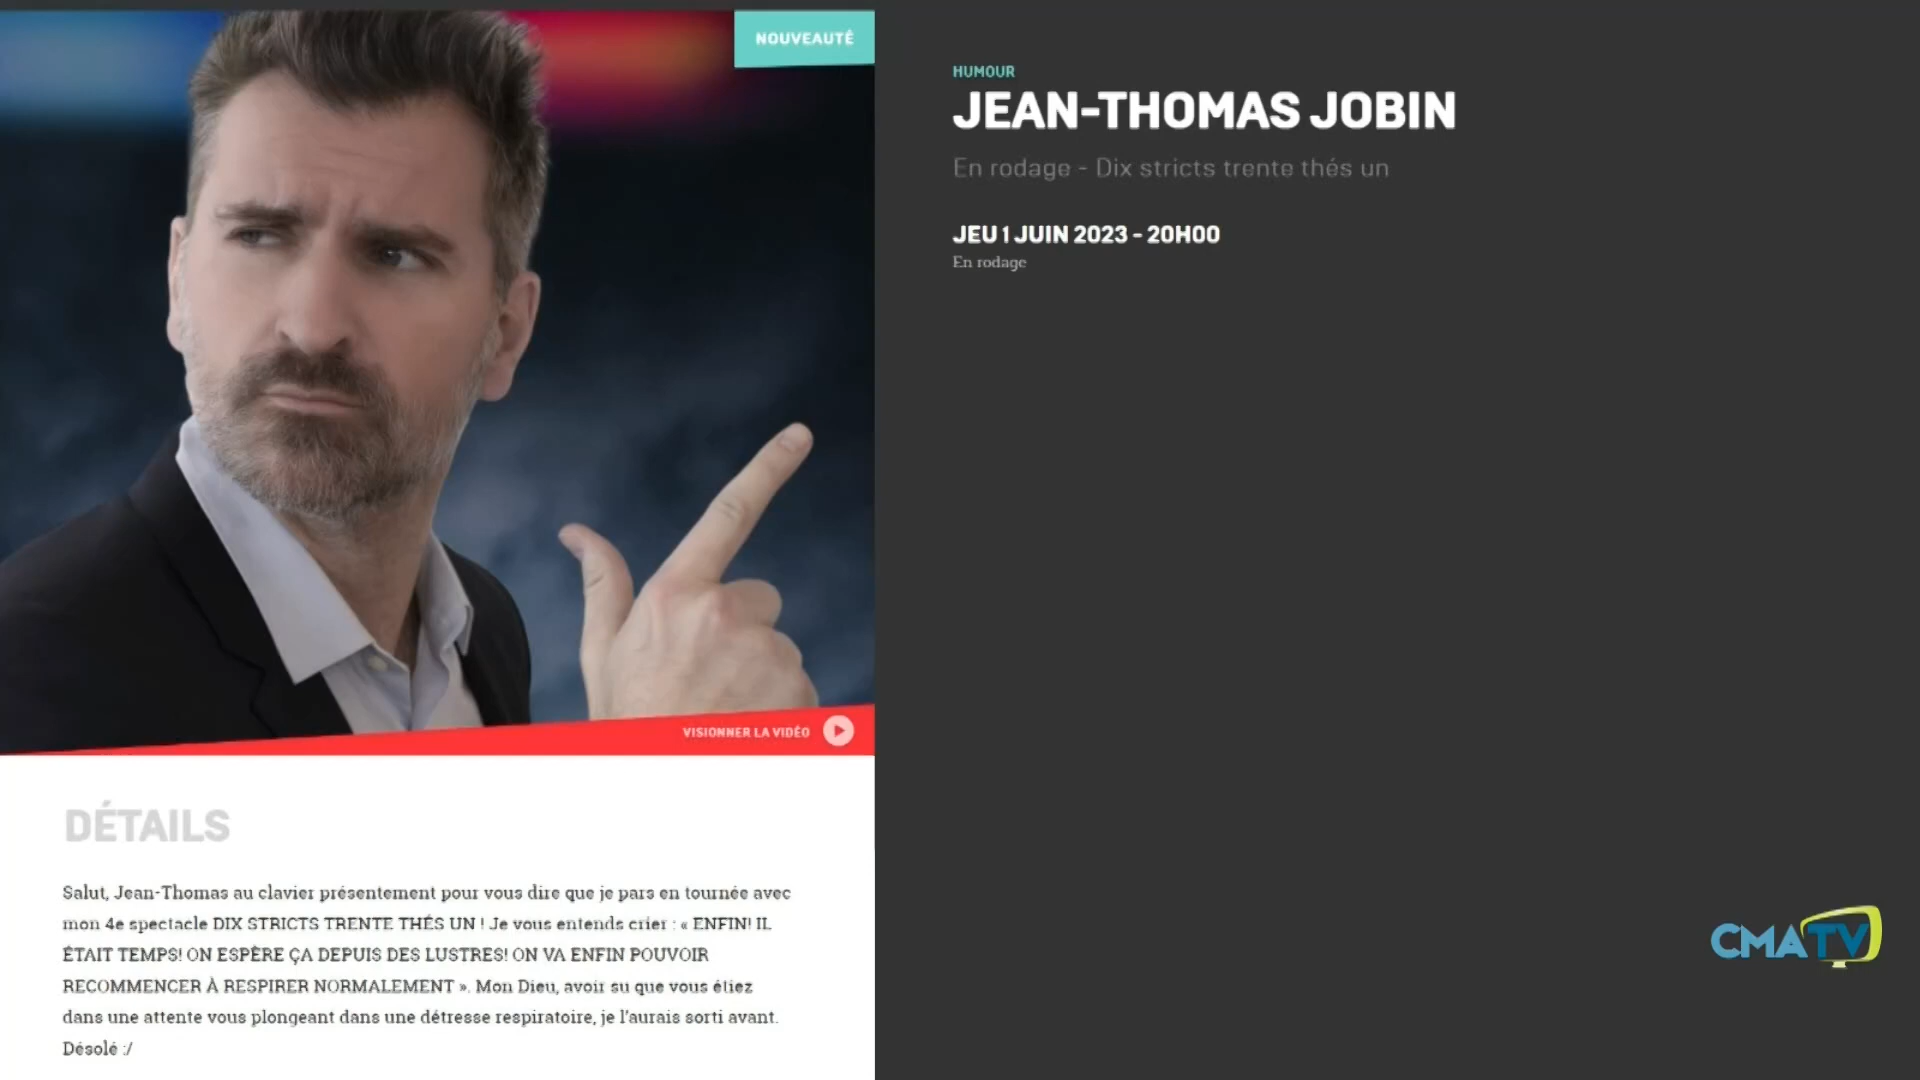 NOUVEAUTÉ
HUMOUR
JEAN-THOMAS JOBIN
En rodage - Dix stricts trente thés un
JEU 1 JUIN 2023 - 20H00
En rodage
VISIONNER LA VIDÉO
DÉTAILS
Salut, Jean-Thomas au clavier présentement pour vous dire que je pars en tournée avec
mon 4e spectacle DIX STRICTS TRENTE THÉS UN ! Je vous entends crier : « ENFIN! IL
ÉTAIT TEMPS! ON ESPÈRE ÇA DEPUIS DES LUSTRES! ON VA ENFIN POUVOIR
RECOMMENCER À RESPIRER NORMALEMENT ». Mon Dieu, avoir su que vous étiez
dans une attente vous plongeant dans une détresse respiratoire, je l'aurais sorti avant.
Désolé :/
CMATV